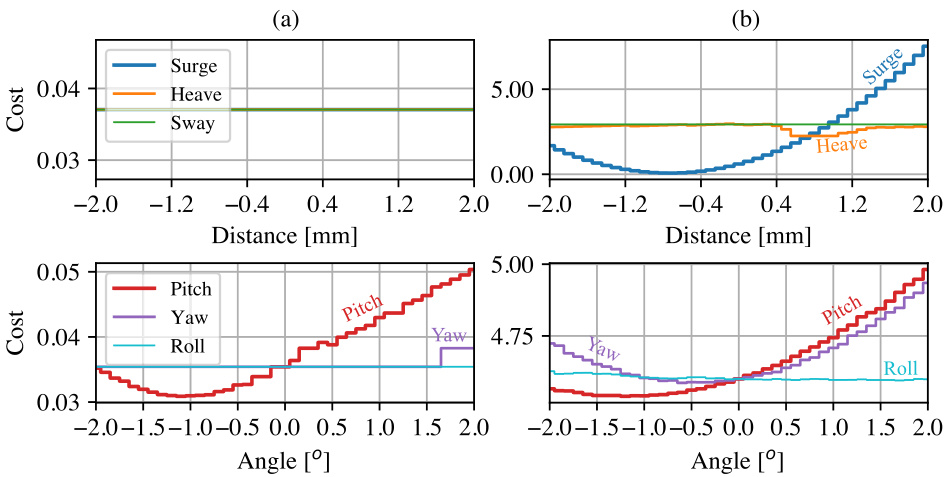 (a)
(b)
Cost
0.04
0.03
Surge
Heave
Sway
−2.0 −1.2 −0.4 0.4 1.2 2.0
Distance [mm]
5.00
0.00
Surge
Heave
−2.0 −1.2 −0.4 0.4 1.2 2.0
Distance [mm]
Cost
0.05
0.04
0.03
Pitch
Yaw
Roll
Pitch
Yaw
−2.0 −1.5 −1.0 −0.5 0.0 0.5 1.0 1.5 2.0
Angle [o]
5.00
4.75
Yaw
Pitch
Roll
−2.0 −1.5 −1.0 −0.5 0.0 0.5 1.0 1.5 2.0
Angle [o]